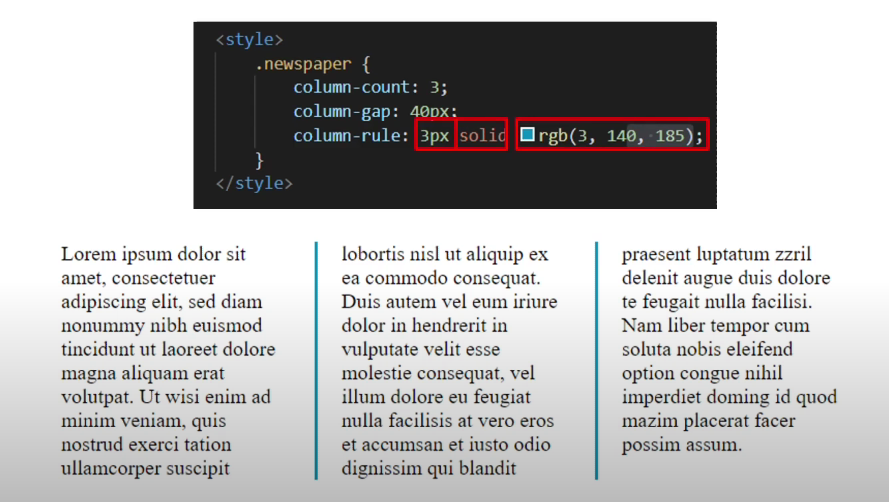 <style>
.newspaper {
column-count: 3;
column-gap: 40px;
column-rule: 3px solid rgb(3, 140, 185);
}
</style>
Lorem ipsum dolor sit
amet, consectetuer
adipiscing elit, sed diam
nonummy nibh euismod
tincidunt ut laoreet dolore
magna aliquam erat
volutpat. Ut wisi enim ad
minim veniam, quis
nostrud exerci tation
ullamcorper suscipit
lobortis nisl ut aliquip ex
ea commodo consequat.
Duis autem vel eum iriure
dolor in hendrerit in
vulputate velit esse
molestie consequat, vel
illum dolore eu feugiat
nulla facilisis at vero eros
et accumsan et iusto odio
dignissim qui blandit
praesent luptatum zzril
delenit augue duis dolore
te feugait nulla facilisi.
Nam liber tempor cum
soluta nobis eleifend
option congue nihil
imperdiet doming id quod
mazim placerat facer
possim assum.